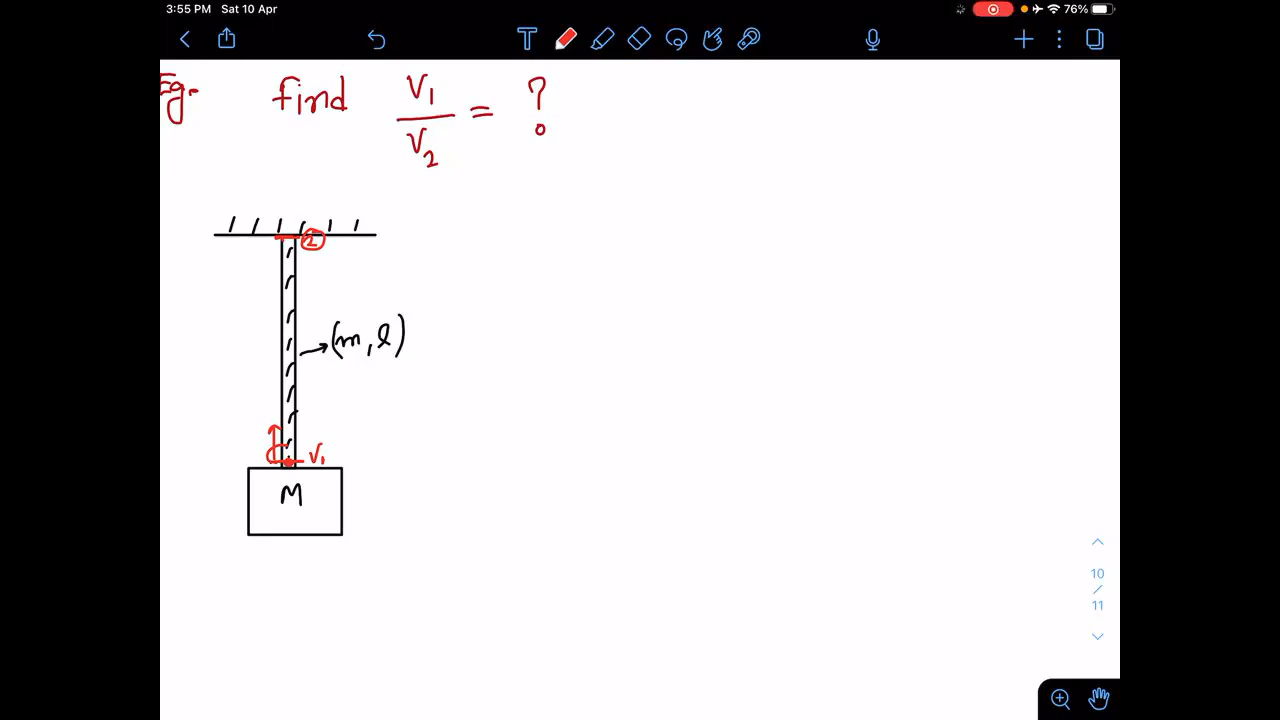 3:55 PM Sat 10 Apr 76%
Eg. find V1/V2 = ?
2
(m, l)
V1
M
10
/
11